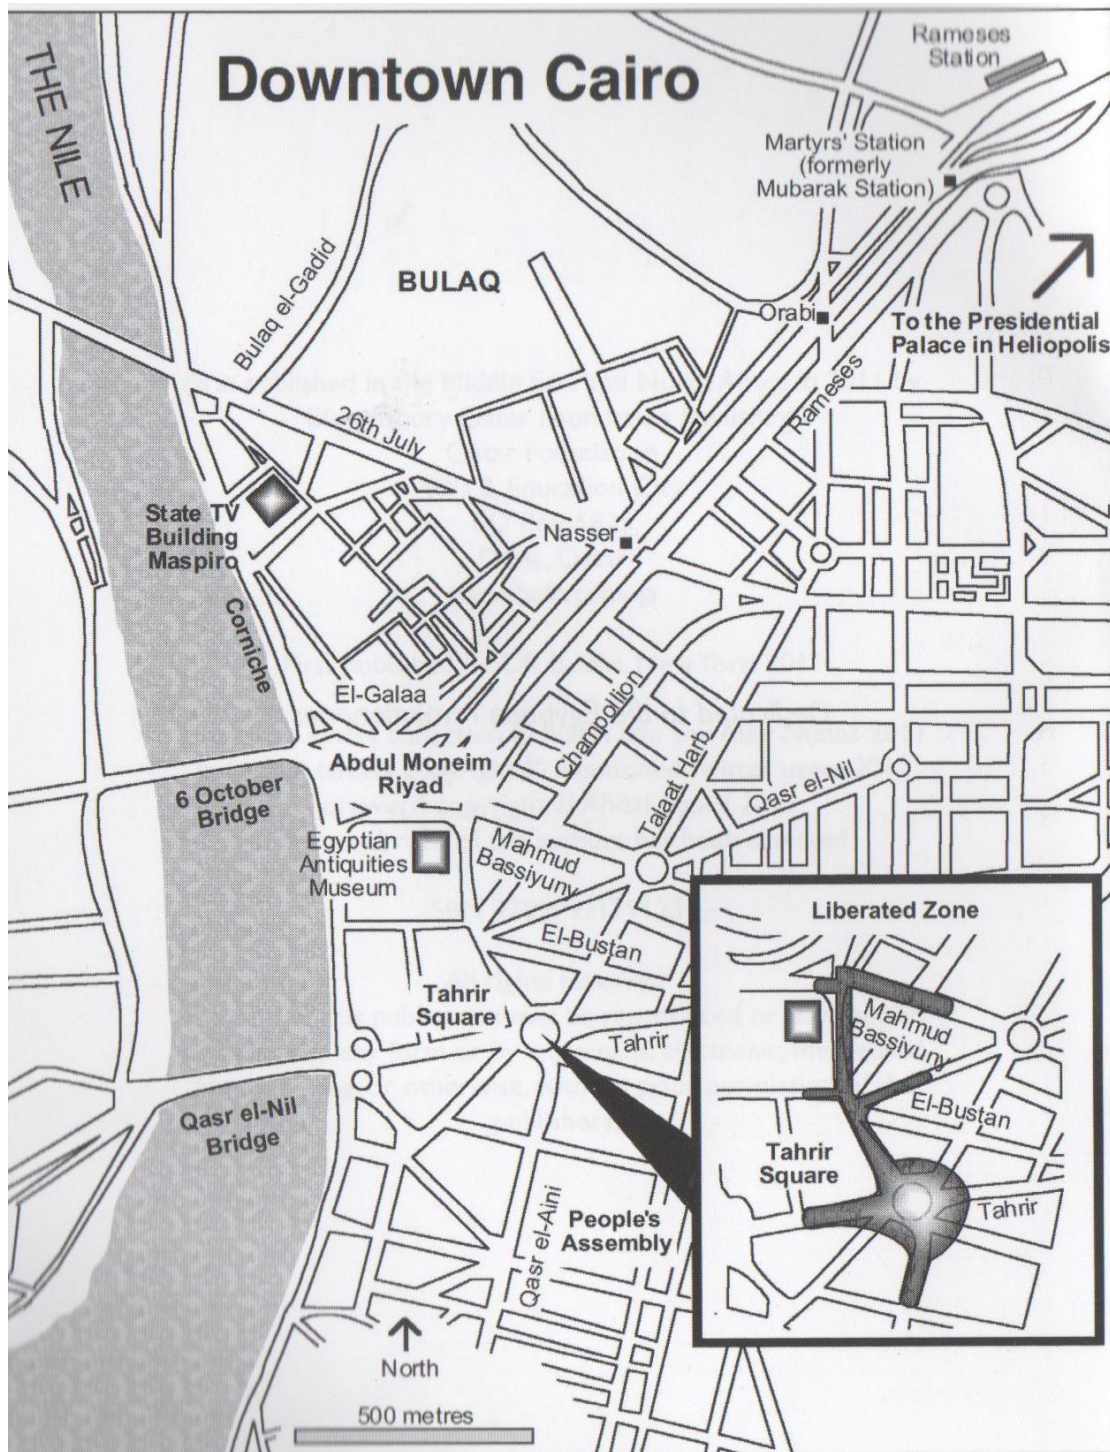 Downtown Cairo
THE NILE
Rameses
Station
Martyrs' Station
(formerly
Mubarak Station)
Bulaq el-Gadid
BULAQ
Orabi
To the Presidential
Palace in Heliopolis
Rameses
26th July
State TV
Building
Maspiro
Nasser
Corniche
El-Galaa
Champollion
Talaat Harb
Abdul Moneim
Riyad
6 October
Bridge
Qasr el-Nil
Egyptian
Antiquities
Museum
Mahmud
Bassiyuny
El-Bustan
Tahrir
Square
Tahrir
Qasr el-Nil
Bridge
Qasr el-Aini
People's
Assembly
North
500 metres
Liberated Zone
Mahmud
Bassiyuny
El-Bustan
Tahrir
Square
Tahrir